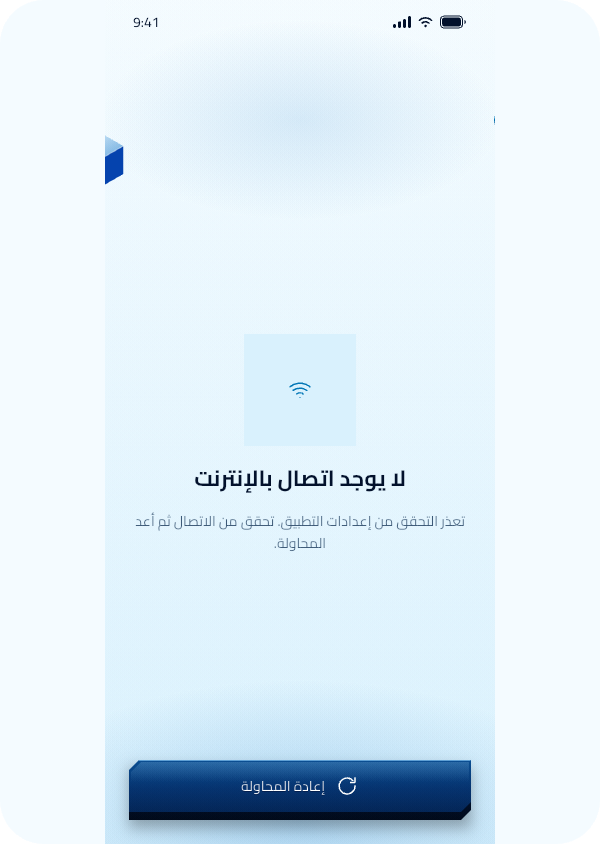 9:41
لا يوجد اتصال بالإنترنت
تعذر التحقق من إعدادات التطبيق. تحقق من الاتصال ثم أعد
المحاولة.
إعادة المحاولة